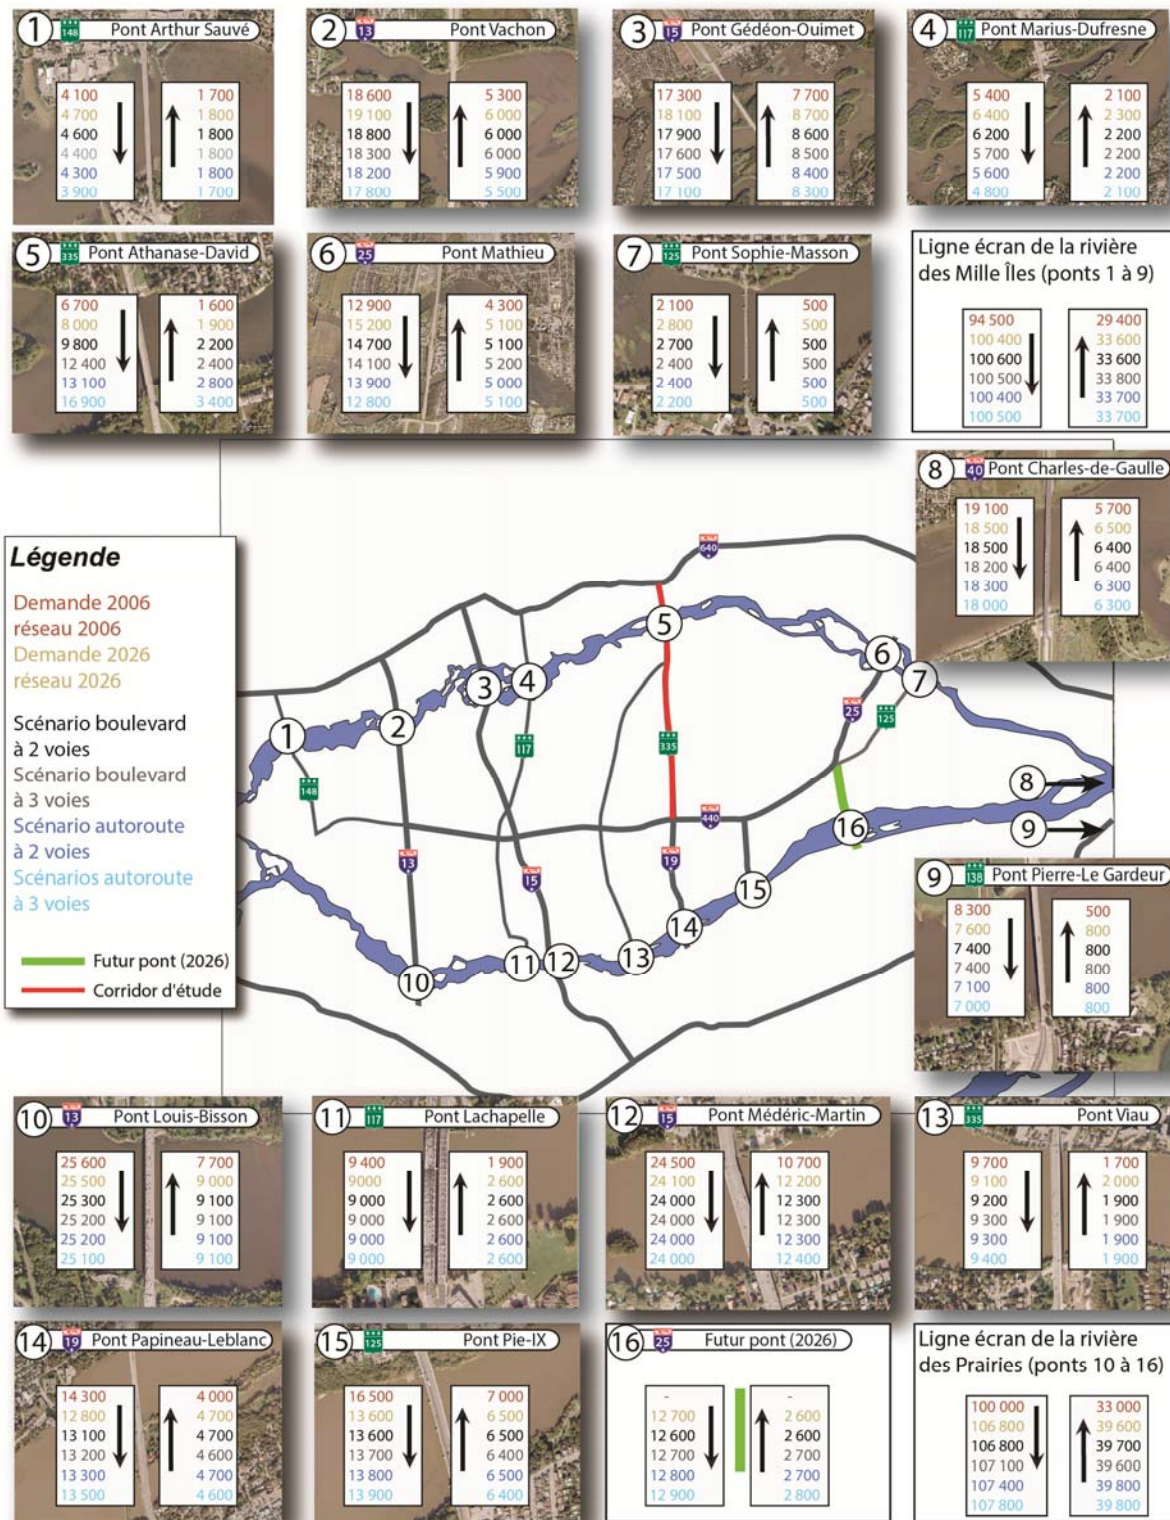 1 148 Pont Arthur Sauvé
4 100 1 700
4 700 1 800
4 600 1 800
4 400 1 800
4 300 1 800
3 900 1 700
2 13 Pont Vachon
18 600 5 300
19 100 6 000
18 800 6 000
18 300 6 000
18 200 5 900
17 800 5 500
3 15 Pont Gédéon-Ouimet
17 300 7 700
18 100 8 700
17 900 8 600
17 600 8 500
17 500 8 400
17 100 8 300
4 117 Pont Marius-Dufresne
5 400 2 100
6 400 2 300
6 200 2 200
5 700 2 200
5 600 2 200
4 800 2 100
5 335 Pont Athanase-David
6 700 1 600
8 000 1 900
9 800 2 200
12 400 2 400
13 100 2 800
16 900 3 400
6 25 Pont Mathieu
12 900 4 300
15 200 5 100
14 700 5 100
14 100 5 200
13 900 5 000
12 800 5 100
7 125 Pont Sophie-Masson
2 100 500
2 800 500
2 700 500
2 400 500
2 400 500
2 200 500
Ligne écran de la rivière
des Mille Îles (ponts 1 à 9)
94 500 29 400
100 400 33 600
100 600 33 600
100 500 33 800
100 400 33 700
100 500 33 700
8 40 Pont Charles-de-Gaulle
19 100 5 700
18 500 6 500
18 500 6 400
18 200 6 400
18 300 6 300
18 000 6 300
Légende
Demande 2006
réseau 2006
Demande 2026
réseau 2026
Scénario boulevard
à 2 voies
Scénario boulevard
à 3 voies
Scénario autoroute
à 2 voies
Scénarios autoroute
à 3 voies
Futur pont (2026)
Corridor d'étude
640
5
6
3 4
7
25
125
2
1
117
335
8
148
440
16
9
13
19
15
15
14
13
11 12
10
9 138 Pont Pierre-Le Gardeur
8 300 500
7 600 800
7 400 800
7 400 800
7 100 800
7 000 800
10 13 Pont Louis-Bisson
25 600 7 700
25 500 9 000
25 300 9 100
25 200 9 100
25 200 9 100
25 100 9 100
11 117 Pont Lachapelle
9 400 1 900
9000 2 600
9 000 2 600
9 000 2 600
9 000 2 600
9 000 2 600
12 15 Pont Médéric-Martin
24 500 10 700
24 100 12 200
24 000 12 300
24 000 12 300
24 000 12 300
24 000 12 400
13 335 Pont Viau
9 700 1 700
9 100 2 000
9 200 1 900
9 300 1 900
9 300 1 900
9 400 1 900
14 19 Pont Papineau-Leblanc
14 300 4 000
12 800 4 700
13 100 4 700
13 200 4 600
13 300 4 700
13 500 4 600
15 125 Pont Pie-IX
16 500 7 000
13 600 6 500
13 600 6 500
13 700 6 400
13 800 6 500
13 900 6 400
16 25 Futur pont (2026)
- -
12 700 2 600
12 600 2 600
12 700 2 700
12 800 2 700
12 900 2 800
Ligne écran de la rivière
des Prairies (ponts 10 à 16)
100 000 33 000
106 800 39 600
106 800 39 700
107 100 39 600
107 400 39 800
107 800 39 800